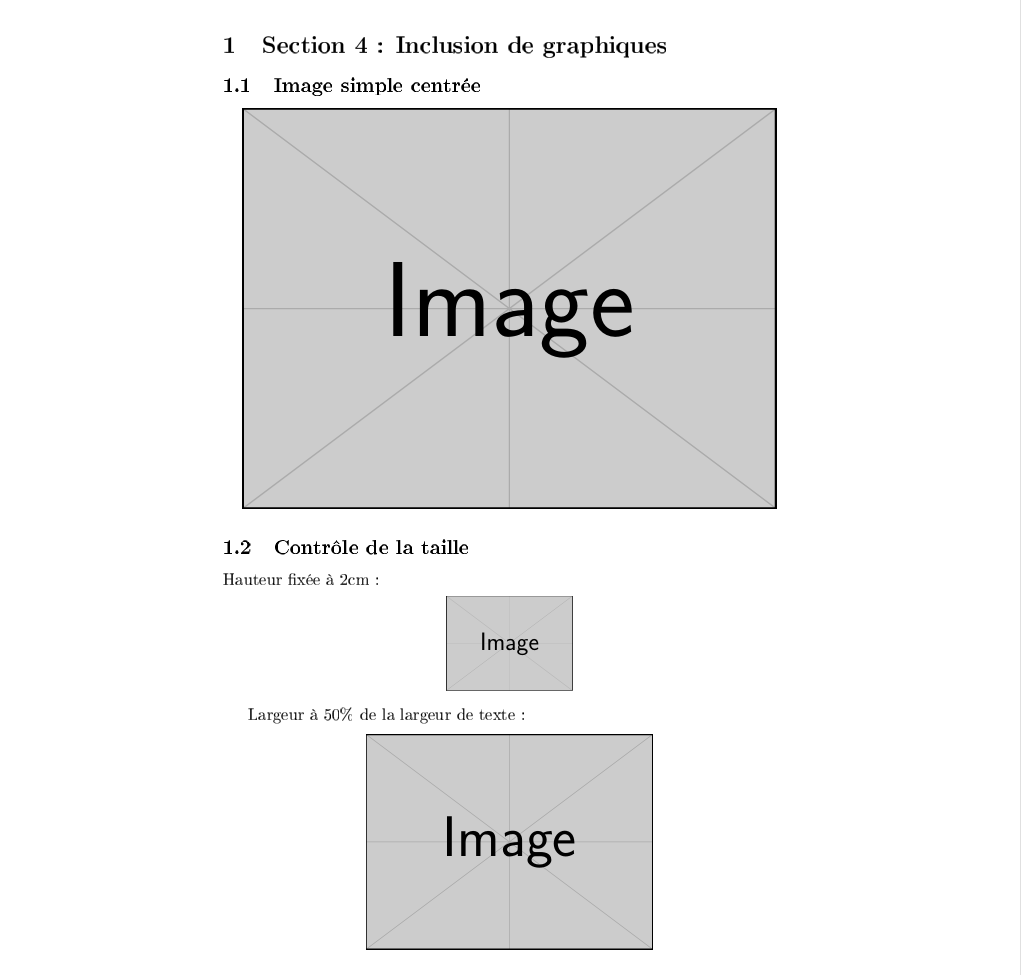 1 Section 4 : Inclusion de graphiques
1.1 Image simple centrée
Image
1.2 Contrôle de la taille
Hauteur fixée à 2cm :
Image
Largeur à 50% de la largeur de texte :
Image